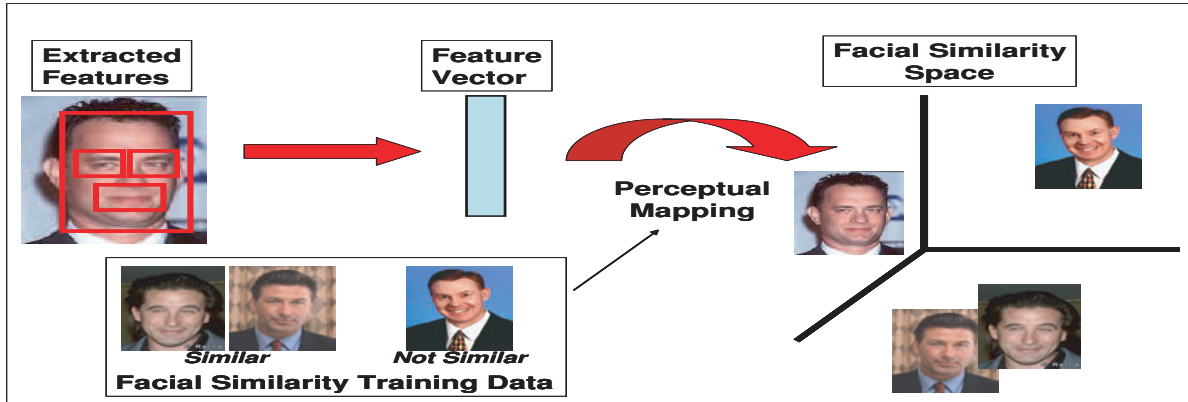 Extracted
Features
Feature
Vector
Facial Similarity
Space
Perceptual
Mapping
Similar
Not Similar
Facial Similarity Training Data